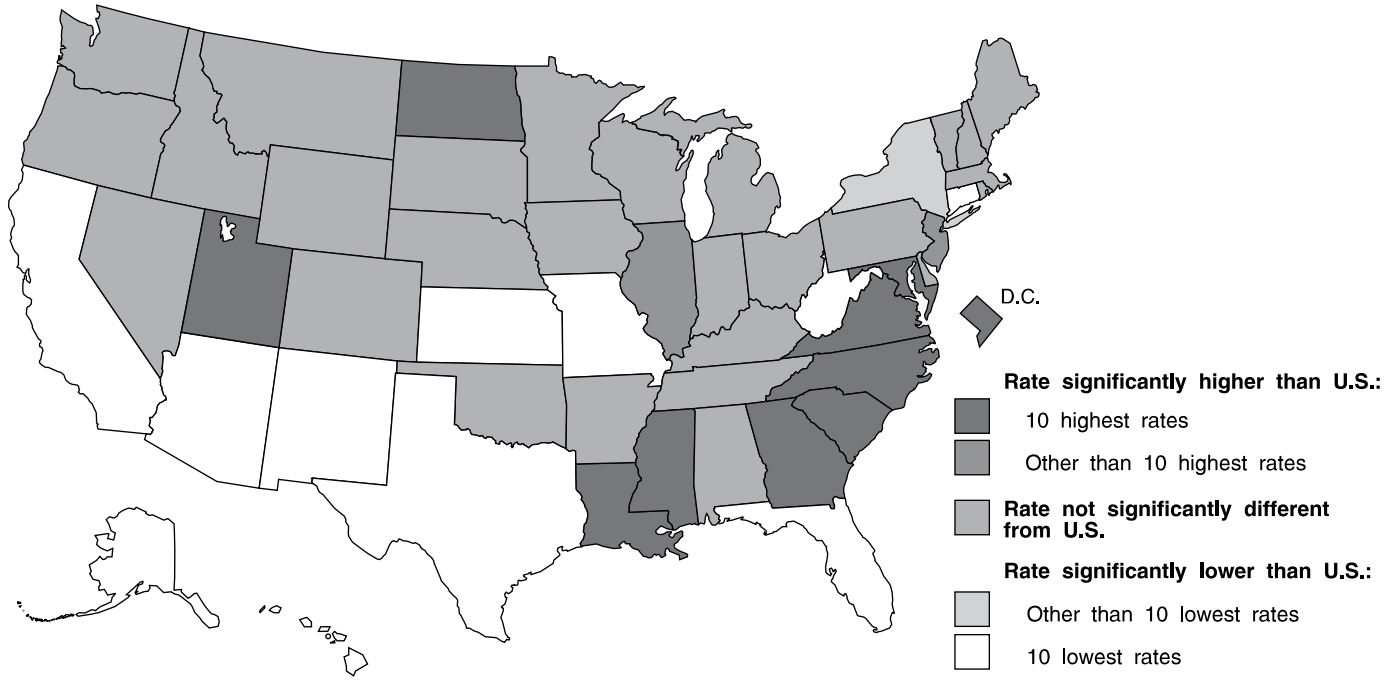 D.C.
Rate significantly higher than U.S.:
10 highest rates
Other than 10 highest rates
Rate not significantly different
from U.S.
Rate significantly lower than U.S.:
Other than 10 lowest rates
10 lowest rates